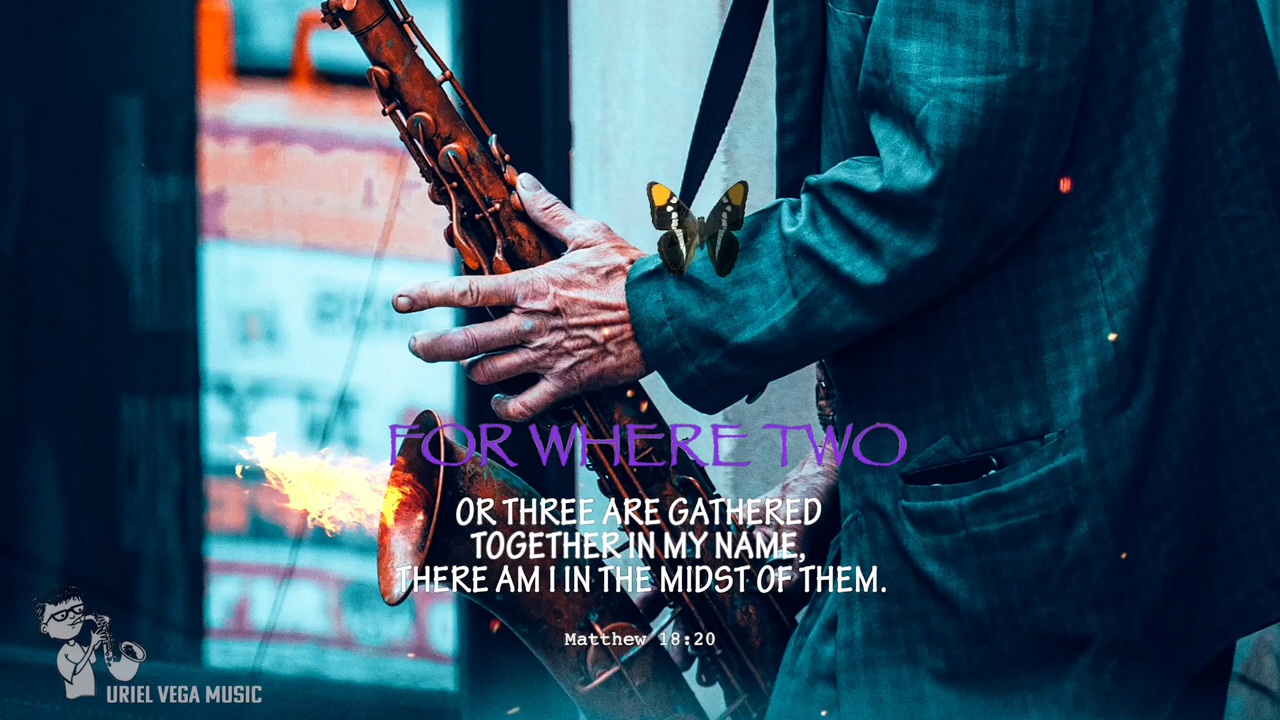 FOR WHERE TWO
OR THREE ARE GATHERED
TOGETHER IN MY NAME,
THERE AM I IN THE MIDST OF THEM.
Matthew 18:20
URIEL VEGA MUSIC